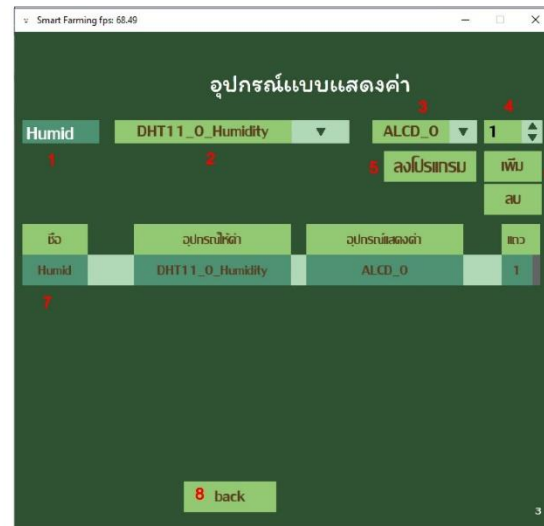 Smart Farming fps: 68.49
อุปกรณ์แบบแสดงค่า
3 4
Humid DHT11_0_Humidity ALCD_0 1
1 2
5 ลงโปรแกรม เพิ่ม
ลบ
ชื่อ อุปกรณ์ให้ค่า อุปกรณ์แสดงค่า แถว
Humid DHT11_0_Humidity ALCD_0 1
7
8 back
3